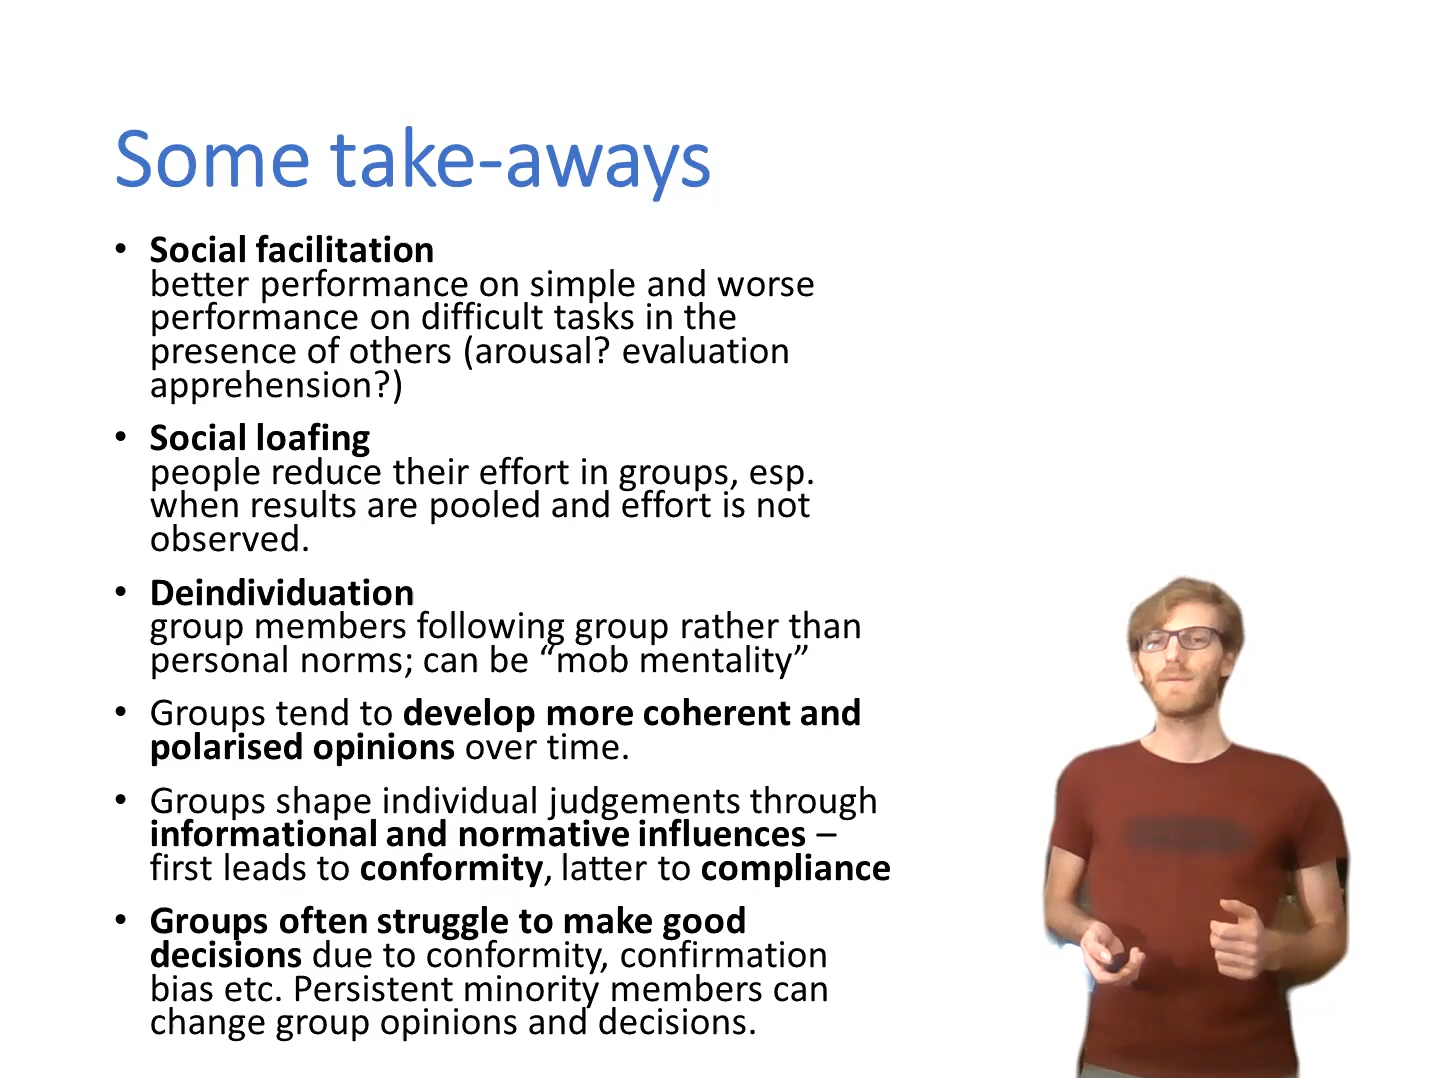 Some take-aways
• Social facilitation
better performance on simple and worse
performance on difficult tasks in the
presence of others (arousal? evaluation
apprehension?)
• Social loafing
people reduce their effort in groups, esp.
when results are pooled and effort is not
observed.
• Deindividuation
group members following group rather than
personal norms; can be “mob mentality”
• Groups tend to develop more coherent and
polarised opinions over time.
• Groups shape individual judgements through
informational and normative influences –
first leads to conformity, latter to compliance
• Groups often struggle to make good
decisions due to conformity, confirmation
bias etc. Persistent minority members can
change group opinions and decisions.